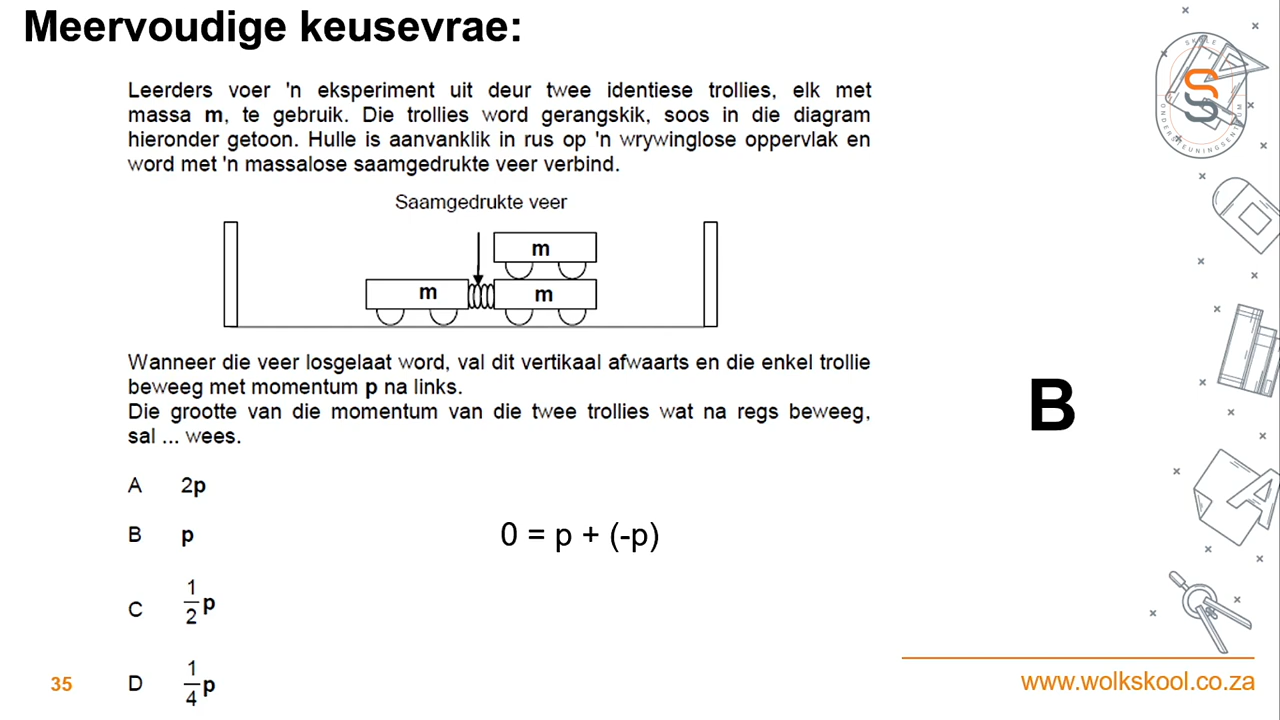 Meervoudige keusevrae:
Leerders voer 'n eksperiment uit deur twee identiese trollies, elk met
massa m, te gebruik. Die trollies word gerangskik, soos in die diagram
hieronder getoon. Hulle is aanvanklik in rus op 'n wrywinglose oppervlak en
word met 'n massalose saamgedrukte veer verbind.
Saamgedrukte veer
m
m
m
Wanneer die veer losgelaat word, val dit vertikaal afwaarts en die enkel trollie
beweeg met momentum p na links.
Die grootte van die momentum van die twee trollies wat na regs beweeg,
sal ... wees.
A 2p
B p
0 = p + (-p)
C 1/2 p
D 1/4 p
B
35
www.wolkskool.co.za
SKOLE
ONDERSTEUNINGSENTRUM